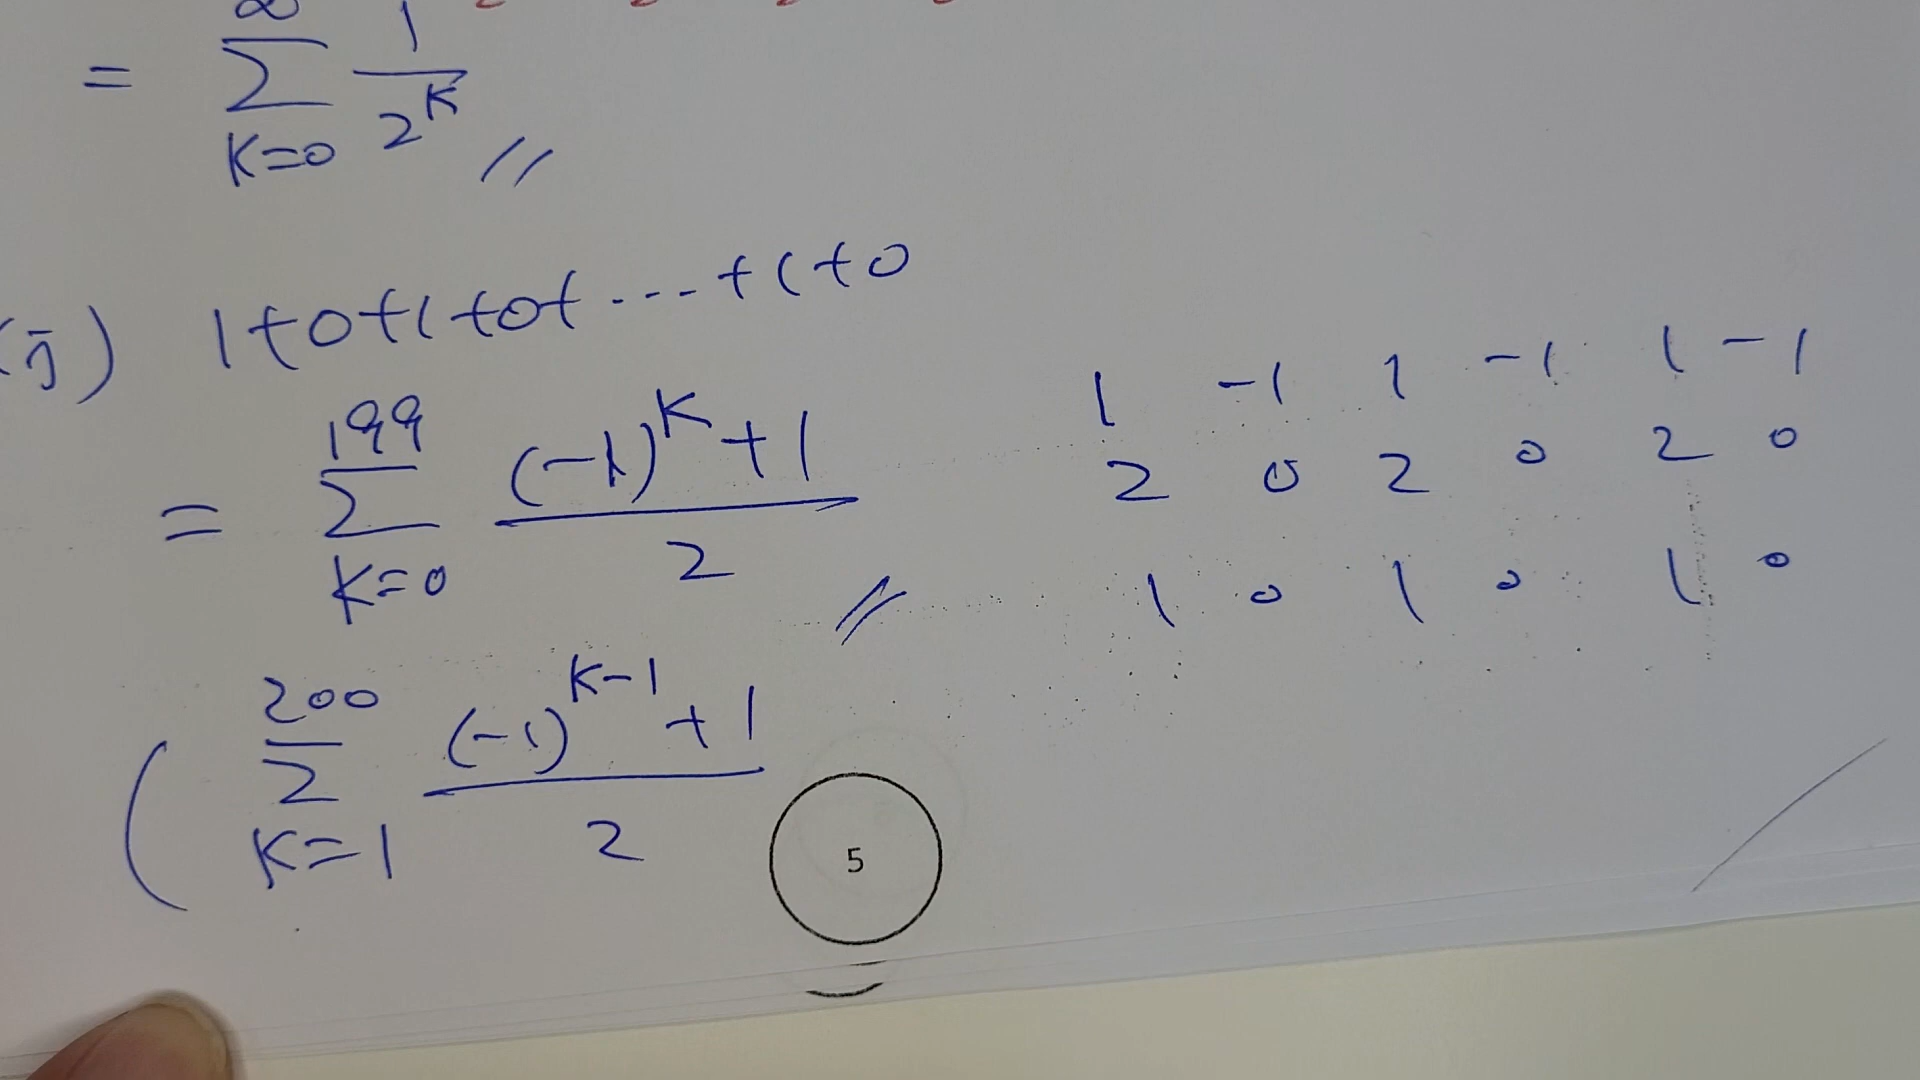 = ∞ Σ K=0 1/2^K //
(j) 1+0+1+0+ ---+1+0
= 199 Σ K=0 ((-1)^K+1)/2 //
( 200 Σ K=1 ((-1)^(K-1)+1)/2
1 -1 1 -1 1 -1
2 0 2 0 2 0
1 0 1 0 1 0
5